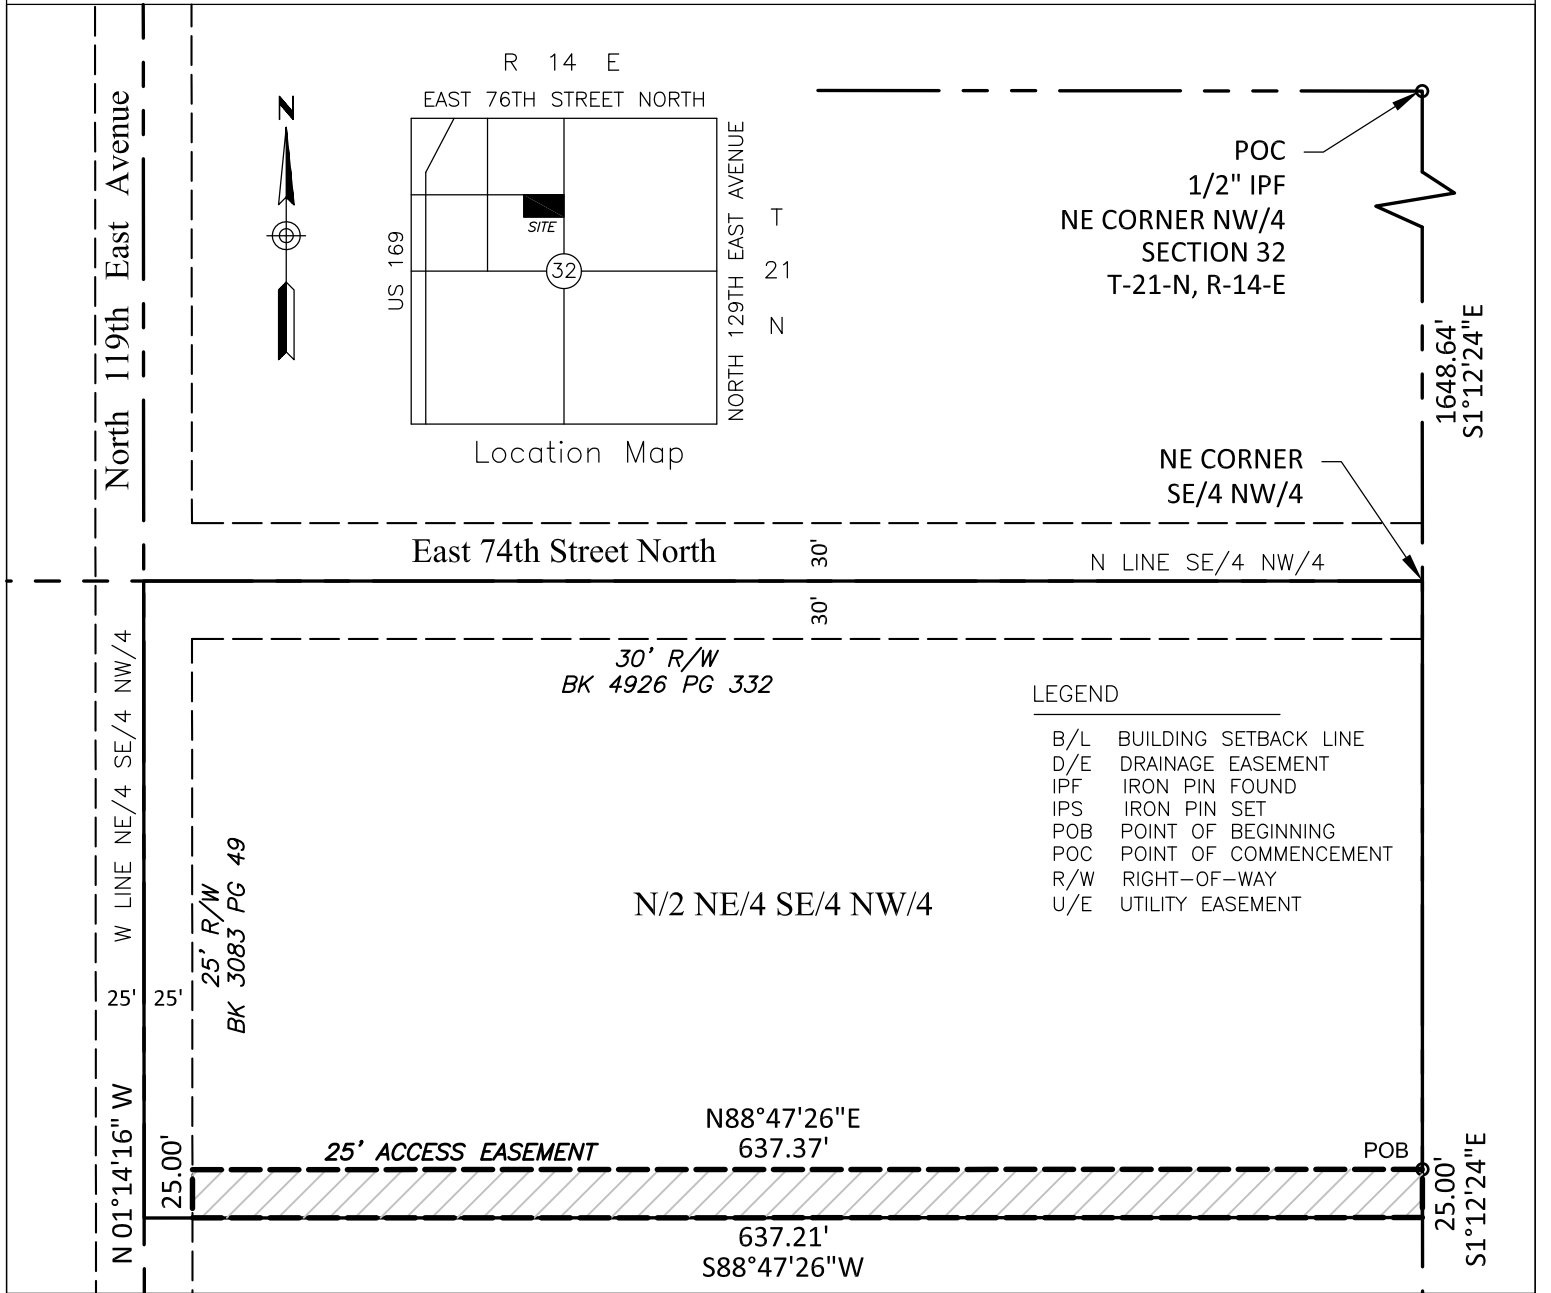 R 14 E
EAST 76TH STREET NORTH
N
US 169
SITE
32
NORTH 129TH EAST AVENUE
T
21
N
Location Map
North 119th East Avenue
POC
1/2" IPF
NE CORNER NW/4
SECTION 32
T-21-N, R-14-E
1648.64'
S1°12'24"E
NE CORNER
SE/4 NW/4
East 74th Street North
30'
N LINE SE/4 NW/4
30'
30' R/W
BK 4926 PG 332
W LINE NE/4 SE/4 NW/4
LEGEND
B/L BUILDING SETBACK LINE
D/E DRAINAGE EASEMENT
IPF IRON PIN FOUND
IPS IRON PIN SET
POB POINT OF BEGINNING
POC POINT OF COMMENCEMENT
R/W RIGHT-OF-WAY
U/E UTILITY EASEMENT
25' R/W
BK 3083 PG 49
N/2 NE/4 SE/4 NW/4
25' 25'
N 01°14'16" W
25.00'
25' ACCESS EASEMENT
N88°47'26"E
637.37'
POB
25.00'
S1°12'24"E
637.21'
S88°47'26"W